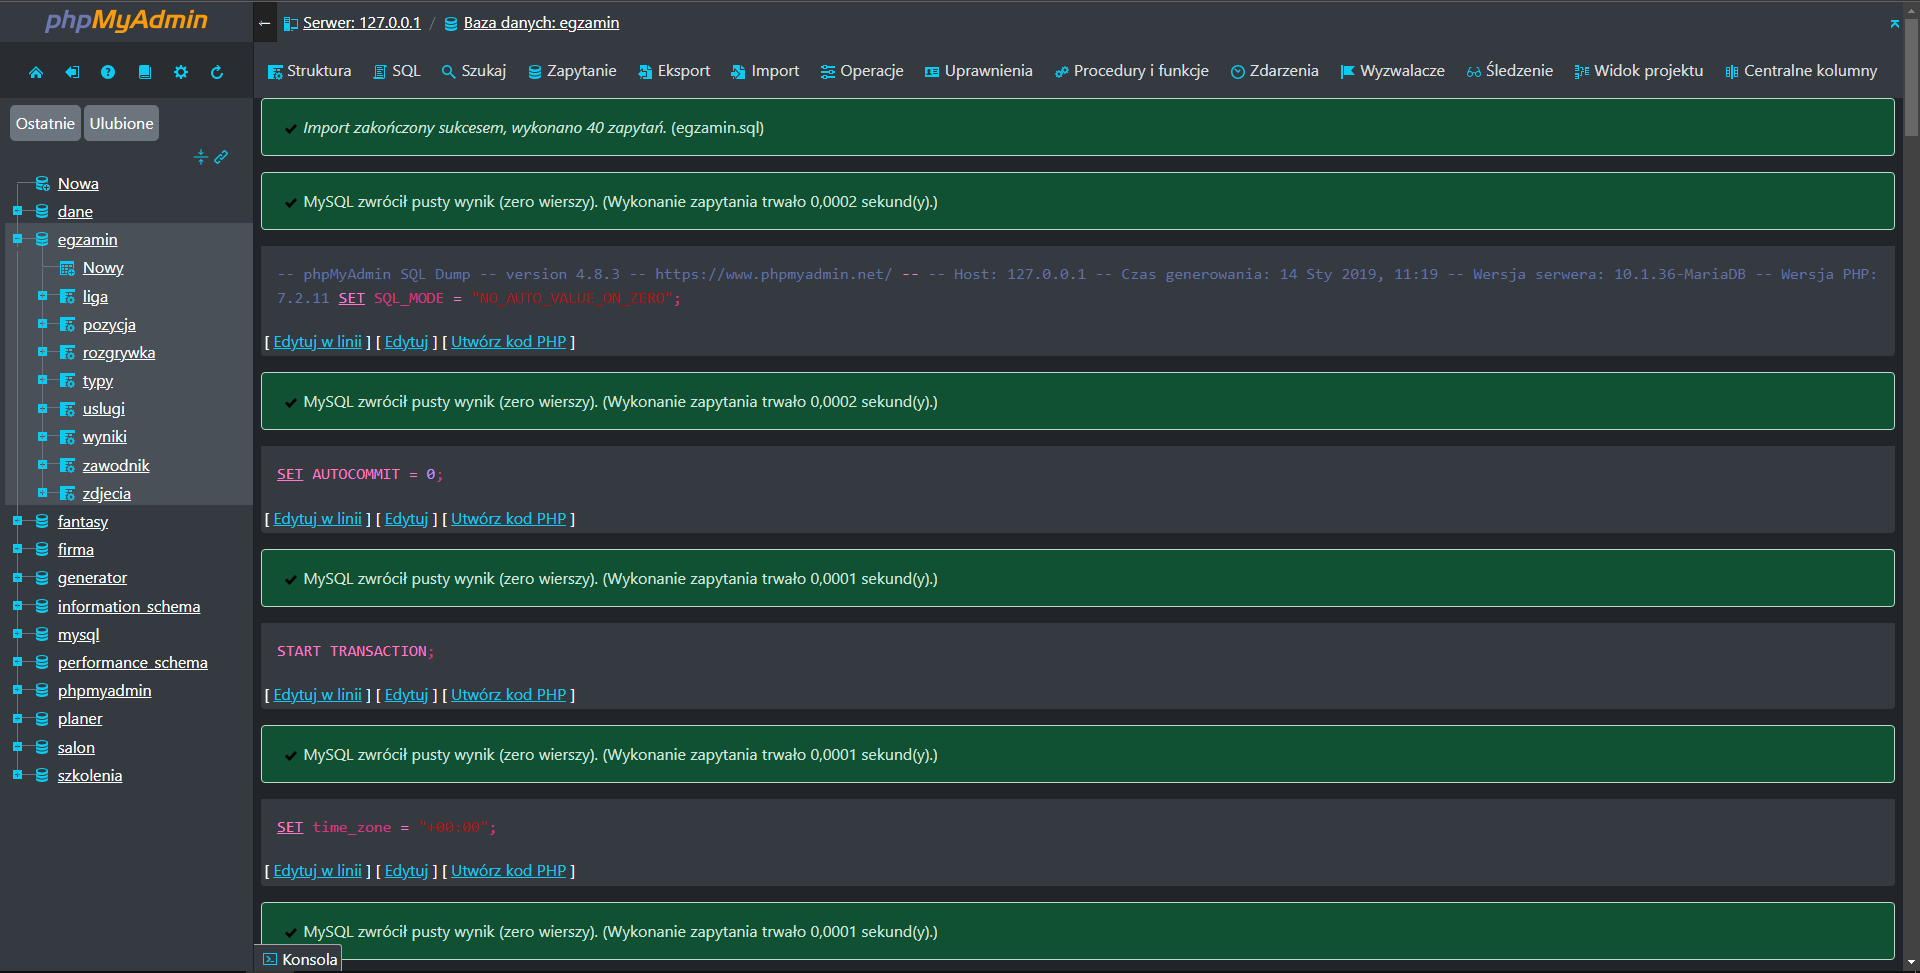 phpMyAdmin
Serwer: 127.0.0.1 / Baza danych: egzamin
Struktura SQL Szukaj Zapytanie Eksport Import Operacje Uprawnienia Procedury i funkcje Zdarzenia Wyzwalacze Śledzenie Widok projektu Centralne kolumny
Ostatnie Ulubione
Nowa
dane
egzamin
Nowy
liga
pozycja
rozgrywka
typy
uslugi
wyniki
zawodnik
zdjecia
fantasy
firma
generator
information_schema
mysql
performance_schema
phpmyadmin
planer
salon
szkolenia
Import zakończony sukcesem, wykonano 40 zapytań. (egzamin.sql)
MySQL zwrócił pusty wynik (zero wierszy). (Wykonanie zapytania trwało 0,0002 sekund(y).)
-- phpMyAdmin SQL Dump -- version 4.8.3 -- https://www.phpmyadmin.net/ -- -- Host: 127.0.0.1 -- Czas generowania: 14 Sty 2019, 11:19 -- Wersja serwera: 10.1.36-MariaDB -- Wersja PHP:
7.2.11 SET SQL_MODE = "NO_AUTO_VALUE_ON_ZERO";
[ Edytuj w linii ] [ Edytuj ] [ Utwórz kod PHP ]
MySQL zwrócił pusty wynik (zero wierszy). (Wykonanie zapytania trwało 0,0002 sekund(y).)
SET AUTOCOMMIT = 0;
[ Edytuj w linii ] [ Edytuj ] [ Utwórz kod PHP ]
MySQL zwrócił pusty wynik (zero wierszy). (Wykonanie zapytania trwało 0,0001 sekund(y).)
START TRANSACTION;
[ Edytuj w linii ] [ Edytuj ] [ Utwórz kod PHP ]
MySQL zwrócił pusty wynik (zero wierszy). (Wykonanie zapytania trwało 0,0001 sekund(y).)
SET time_zone = "+00:00";
[ Edytuj w linii ] [ Edytuj ] [ Utwórz kod PHP ]
MySQL zwrócił pusty wynik (zero wierszy). (Wykonanie zapytania trwało 0,0001 sekund(y).)
Konsola